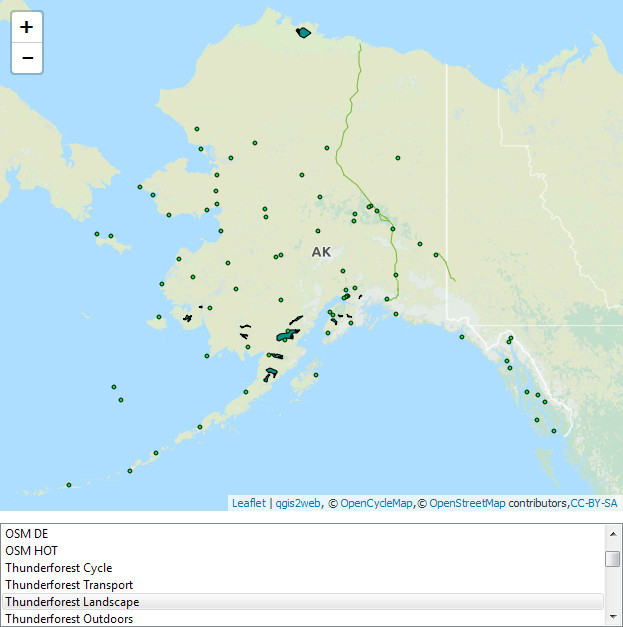 +
−
AK
Leaflet | qgis2web, © OpenCycleMap,© OpenStreetMap contributors,CC-BY-SA
OSM DE
OSM HOT
Thunderforest Cycle
Thunderforest Transport
Thunderforest Landscape
Thunderforest Outdoors